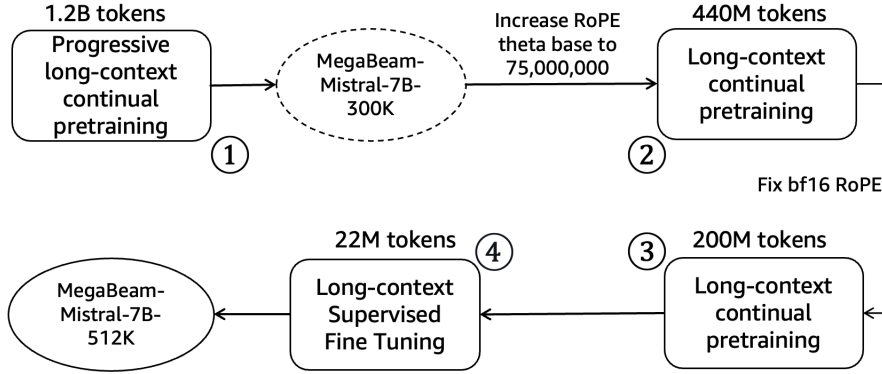 1.2B tokens
Progressive
long-context
continual
pretraining
①
MegaBeam-
Mistral-7B-
300K
Increase RoPE
theta base to
75,000,000
440M tokens
Long-context
continual
pretraining
②
Fix bf16 RoPE
200M tokens
③
Long-context
continual
pretraining
22M tokens
④
Long-context
Supervised
Fine Tuning
MegaBeam-
Mistral-7B-
512K